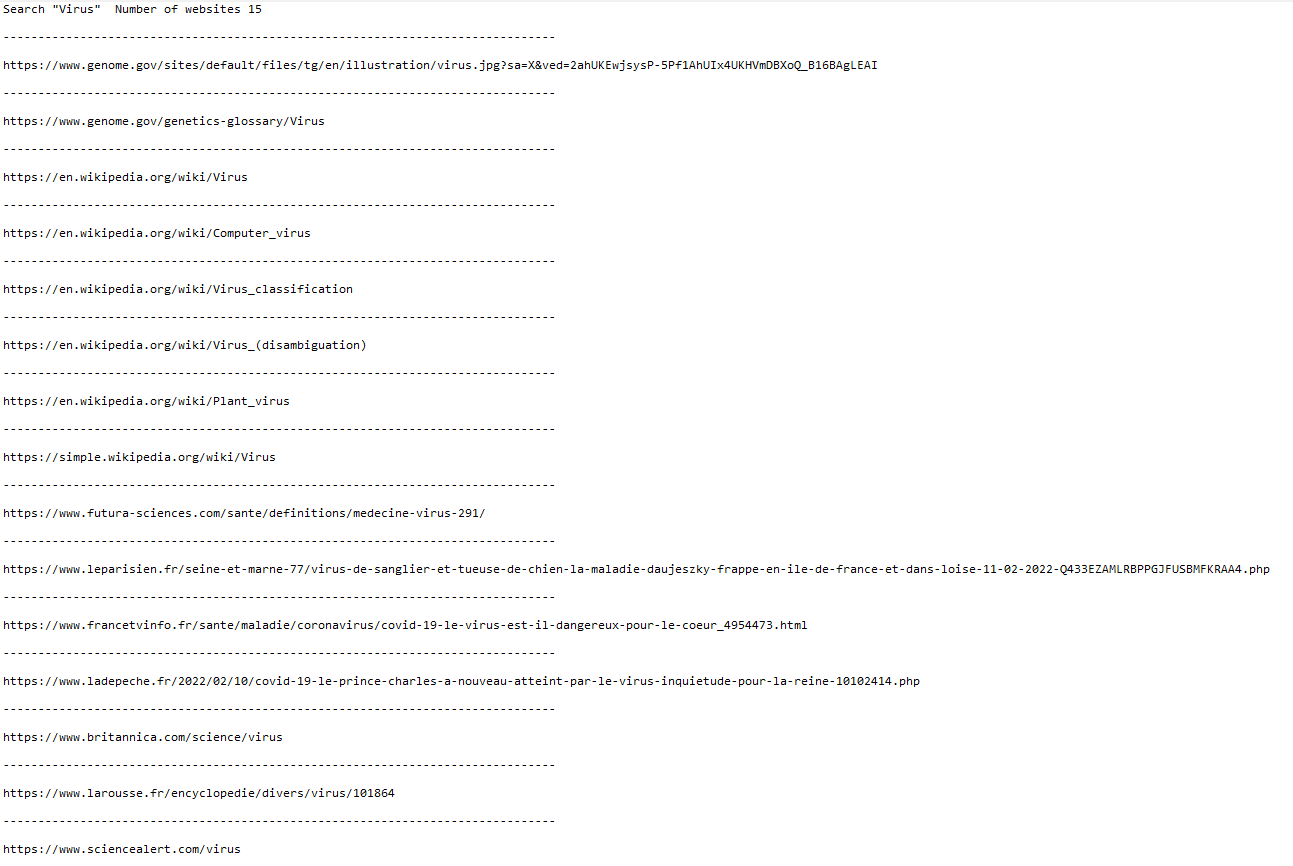 Search "Virus"  Number of websites 15
-------------------------------------------------------------------------------
https://www.genome.gov/sites/default/files/tg/en/illustration/virus.jpg?sa=X&ved=2ahUKEwjsysP-5Pf1AhUIx4UKHVmDBXoQ_B16BAgLEAI
-------------------------------------------------------------------------------
https://www.genome.gov/genetics-glossary/Virus
-------------------------------------------------------------------------------
https://en.wikipedia.org/wiki/Virus
-------------------------------------------------------------------------------
https://en.wikipedia.org/wiki/Computer_virus
-------------------------------------------------------------------------------
https://en.wikipedia.org/wiki/Virus_classification
-------------------------------------------------------------------------------
https://en.wikipedia.org/wiki/Virus_(disambiguation)
-------------------------------------------------------------------------------
https://en.wikipedia.org/wiki/Plant_virus
-------------------------------------------------------------------------------
https://simple.wikipedia.org/wiki/Virus
-------------------------------------------------------------------------------
https://www.futura-sciences.com/sante/definitions/medecine-virus-291/
-------------------------------------------------------------------------------
https://www.leparisien.fr/seine-et-marne-77/virus-de-sanglier-et-tueuse-de-chien-la-maladie-daujeszky-frappe-en-ile-de-france-et-dans-loise-11-02-2022-Q433EZAMLRBPPGJFUSBMFKRAA4.php
-------------------------------------------------------------------------------
https://www.francetvinfo.fr/sante/maladie/coronavirus/covid-19-le-virus-est-il-dangereux-pour-le-coeur_4954473.html
-------------------------------------------------------------------------------
https://www.ladepeche.fr/2022/02/10/covid-19-le-prince-charles-a-nouveau-atteint-par-le-virus-inquietude-pour-la-reine-10102414.php
-------------------------------------------------------------------------------
https://www.britannica.com/science/virus
-------------------------------------------------------------------------------
https://www.larousse.fr/encyclopedie/divers/virus/101864
-------------------------------------------------------------------------------
https://www.sciencealert.com/virus